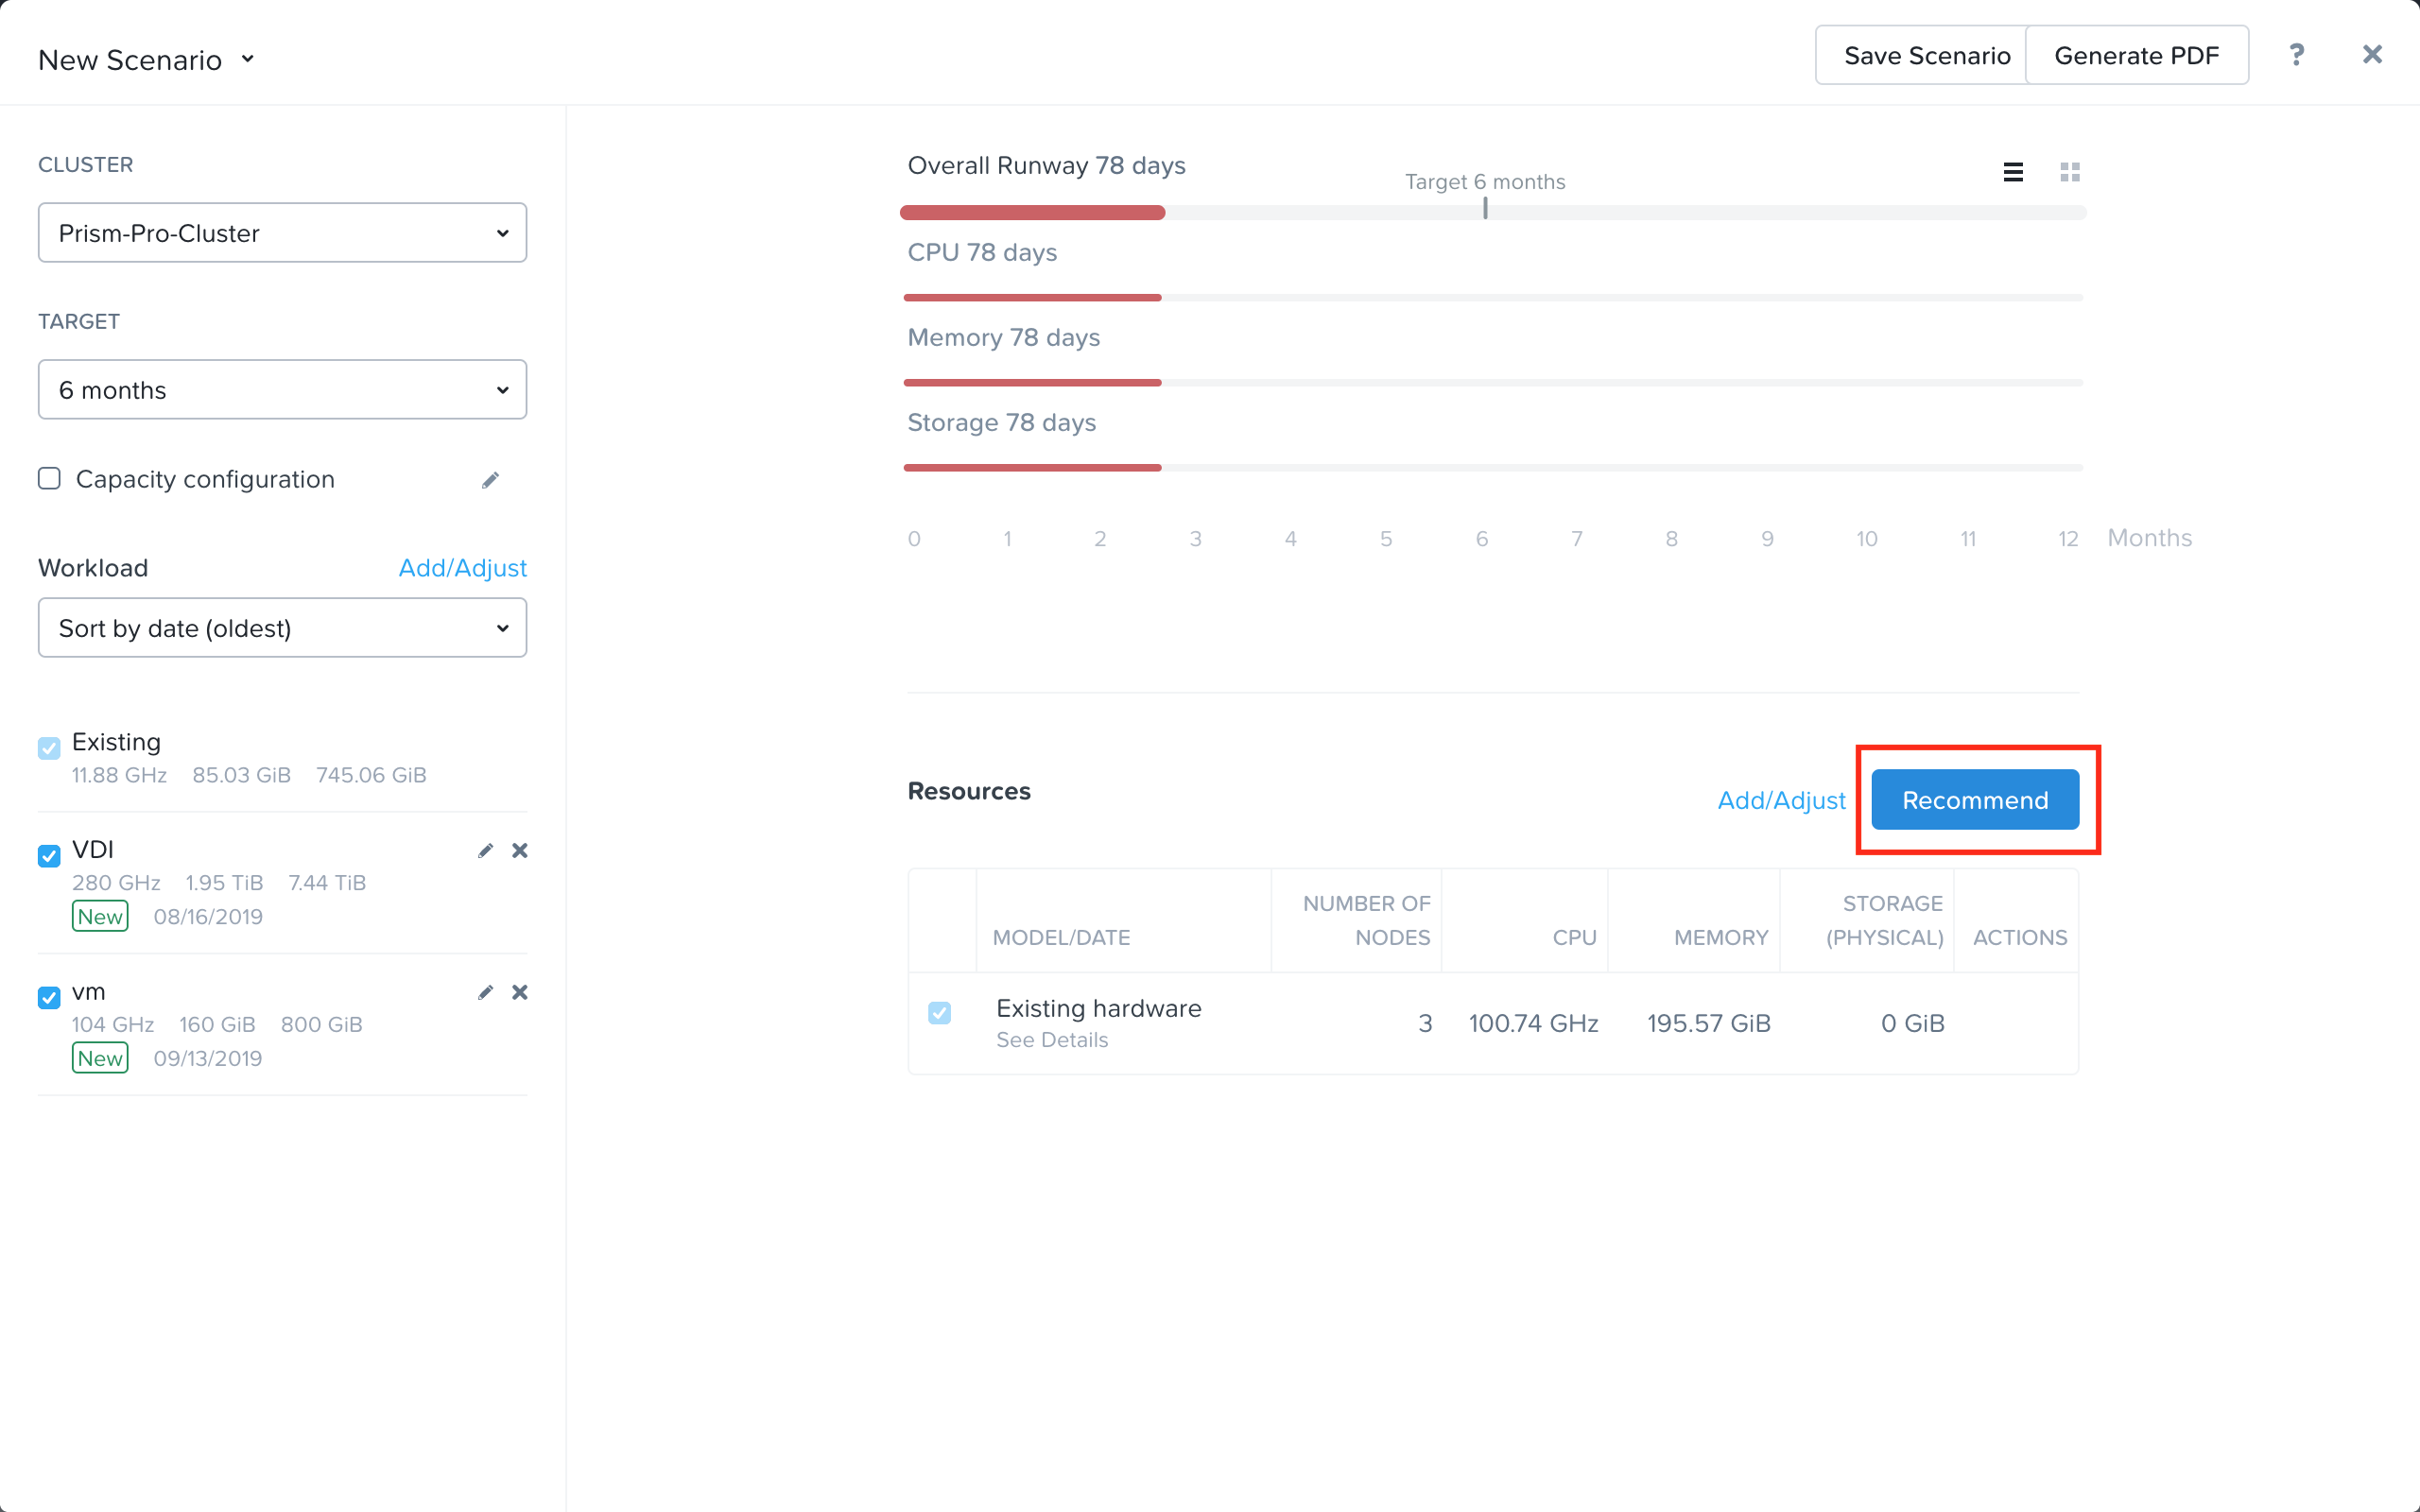 New Scenario
Save Scenario
Generate PDF
?
CLUSTER
Prism-Pro-Cluster
TARGET
6 months
Capacity configuration
Workload Add/Adjust
Sort by date (oldest)
Existing
11.88 GHz 85.03 GiB 745.06 GiB
VDI
280 GHz 1.95 TiB 7.44 TiB
New 08/16/2019
vm
104 GHz 160 GiB 800 GiB
New 09/13/2019
Overall Runway 78 days
Target 6 months
CPU 78 days
Memory 78 days
Storage 78 days
0 1 2 3 4 5 6 7 8 9 10 11 12 Months
Resources Add/Adjust Recommend
MODEL/DATE NUMBER OF NODES CPU MEMORY STORAGE (PHYSICAL) ACTIONS
Existing hardware 3 100.74 GHz 195.57 GiB 0 GiB
See Details